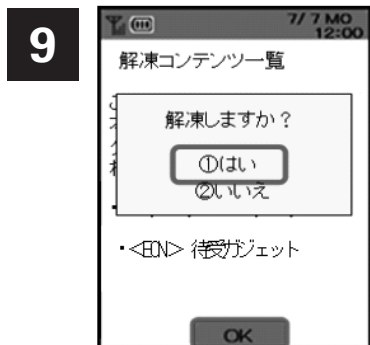 9
7/ 7 MO
12:00
解凍コンテンツ一覧
解凍しますか？
①はい
②いいえ
・<EON> 待受ガジェット
OK